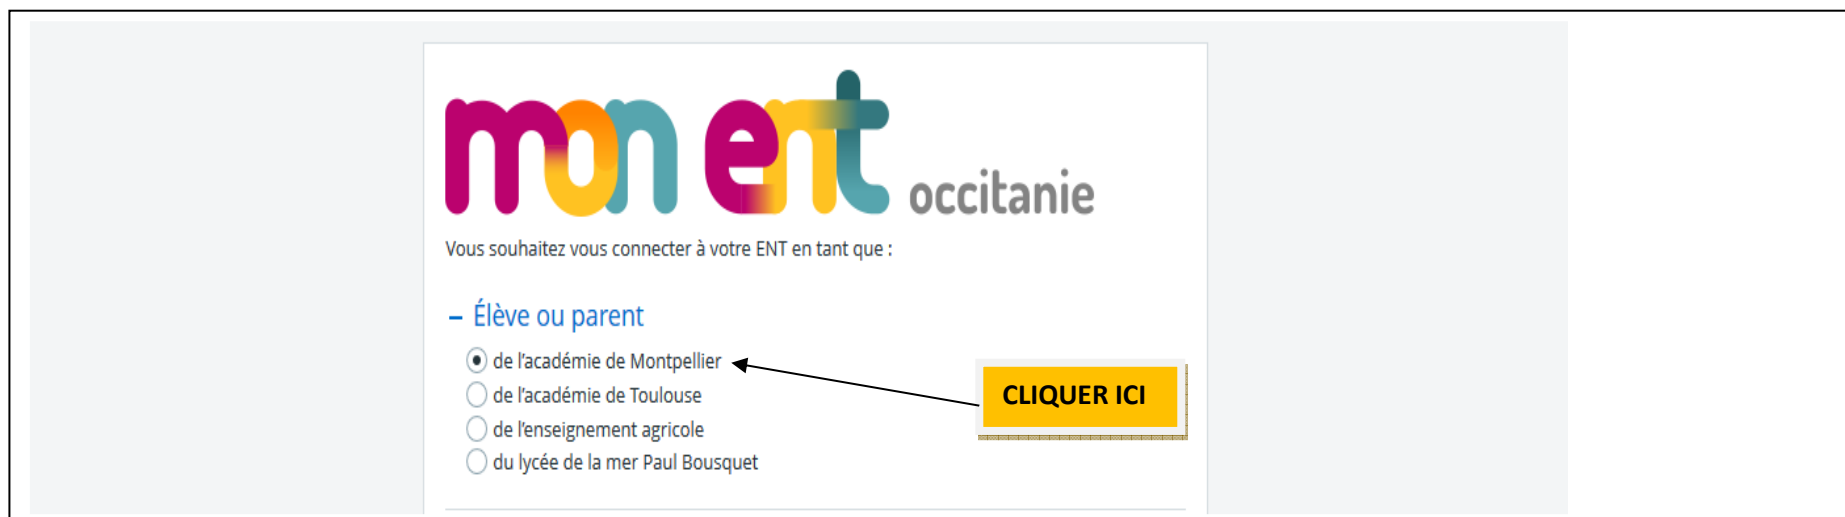 mon ent occitanie
Vous souhaitez vous connecter à votre ENT en tant que :
– Élève ou parent
de l'académie de Montpellier
CLIQUER ICI
de l'académie de Toulouse
de l'enseignement agricole
du lycée de la mer Paul Bousquet